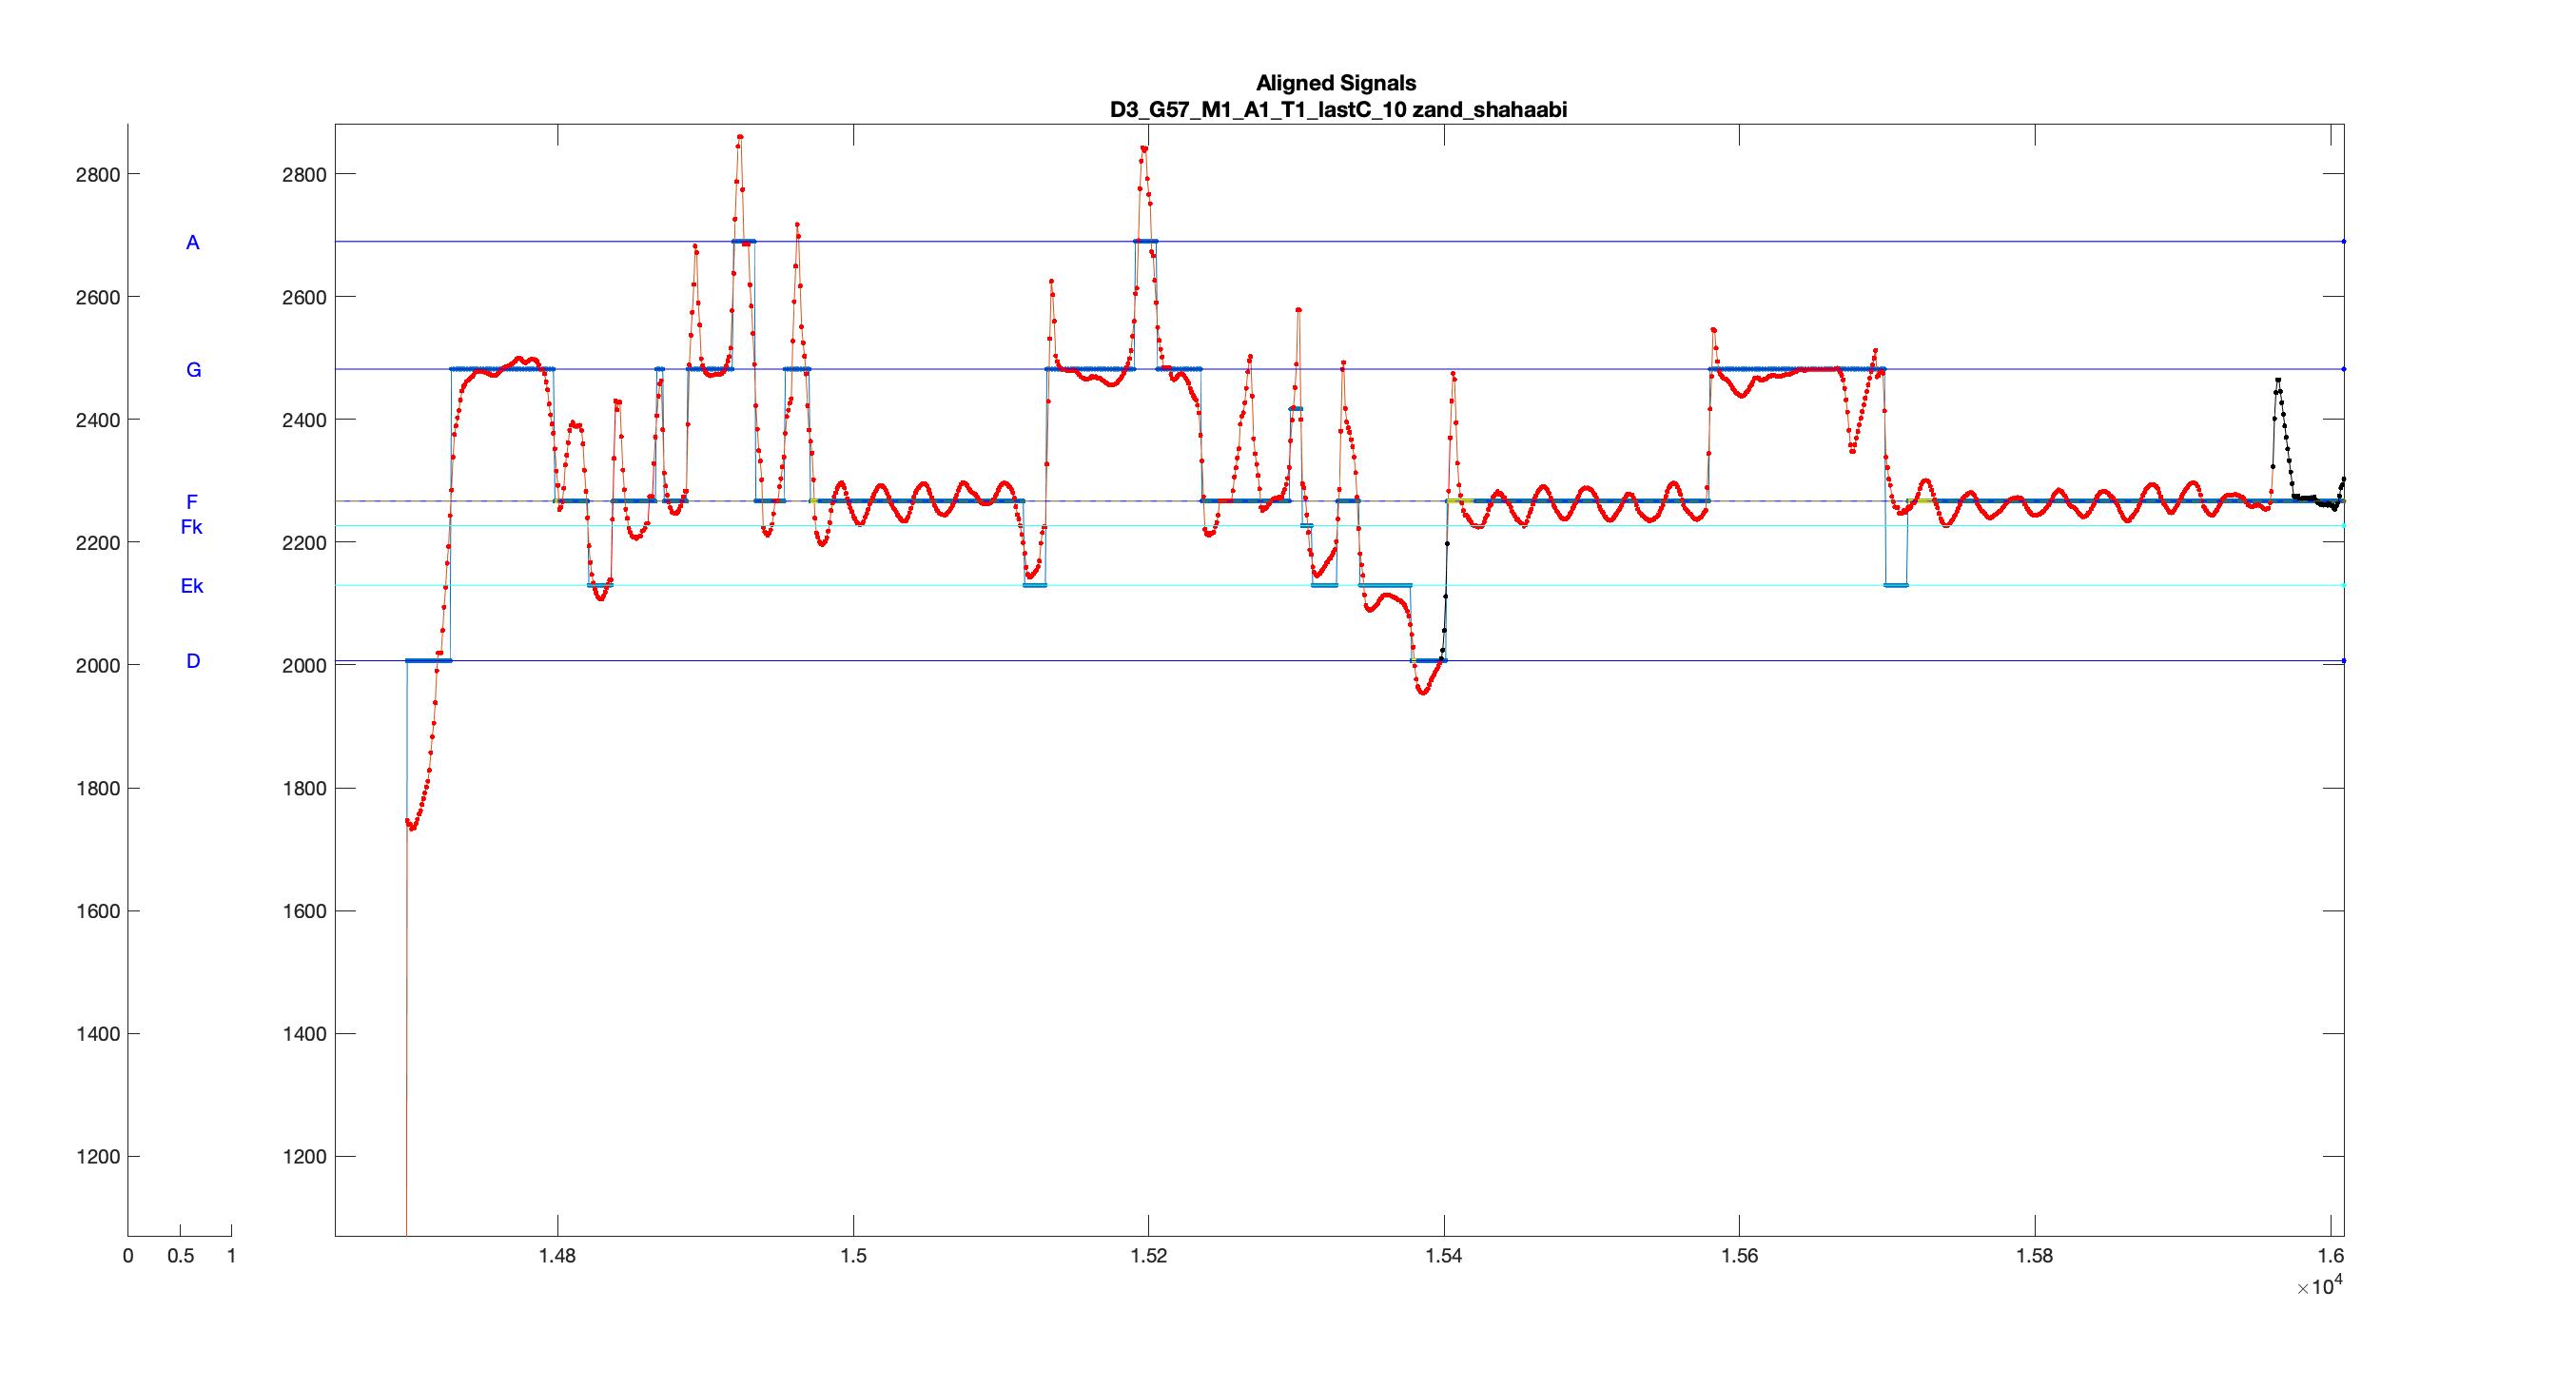 Aligned Signals
D3_G57_M1_A1_T1_lastC_10 zand_shahaabi
2800 2800
A
2600 2600
G
2400 2400
F
Fk
2200 2200
Ek
D
2000 2000
1800 1800
1600 1600
1400 1400
1200 1200
0 0.5 1 1.48 1.5 1.52 1.54 1.56 1.58 1.6
×10⁴